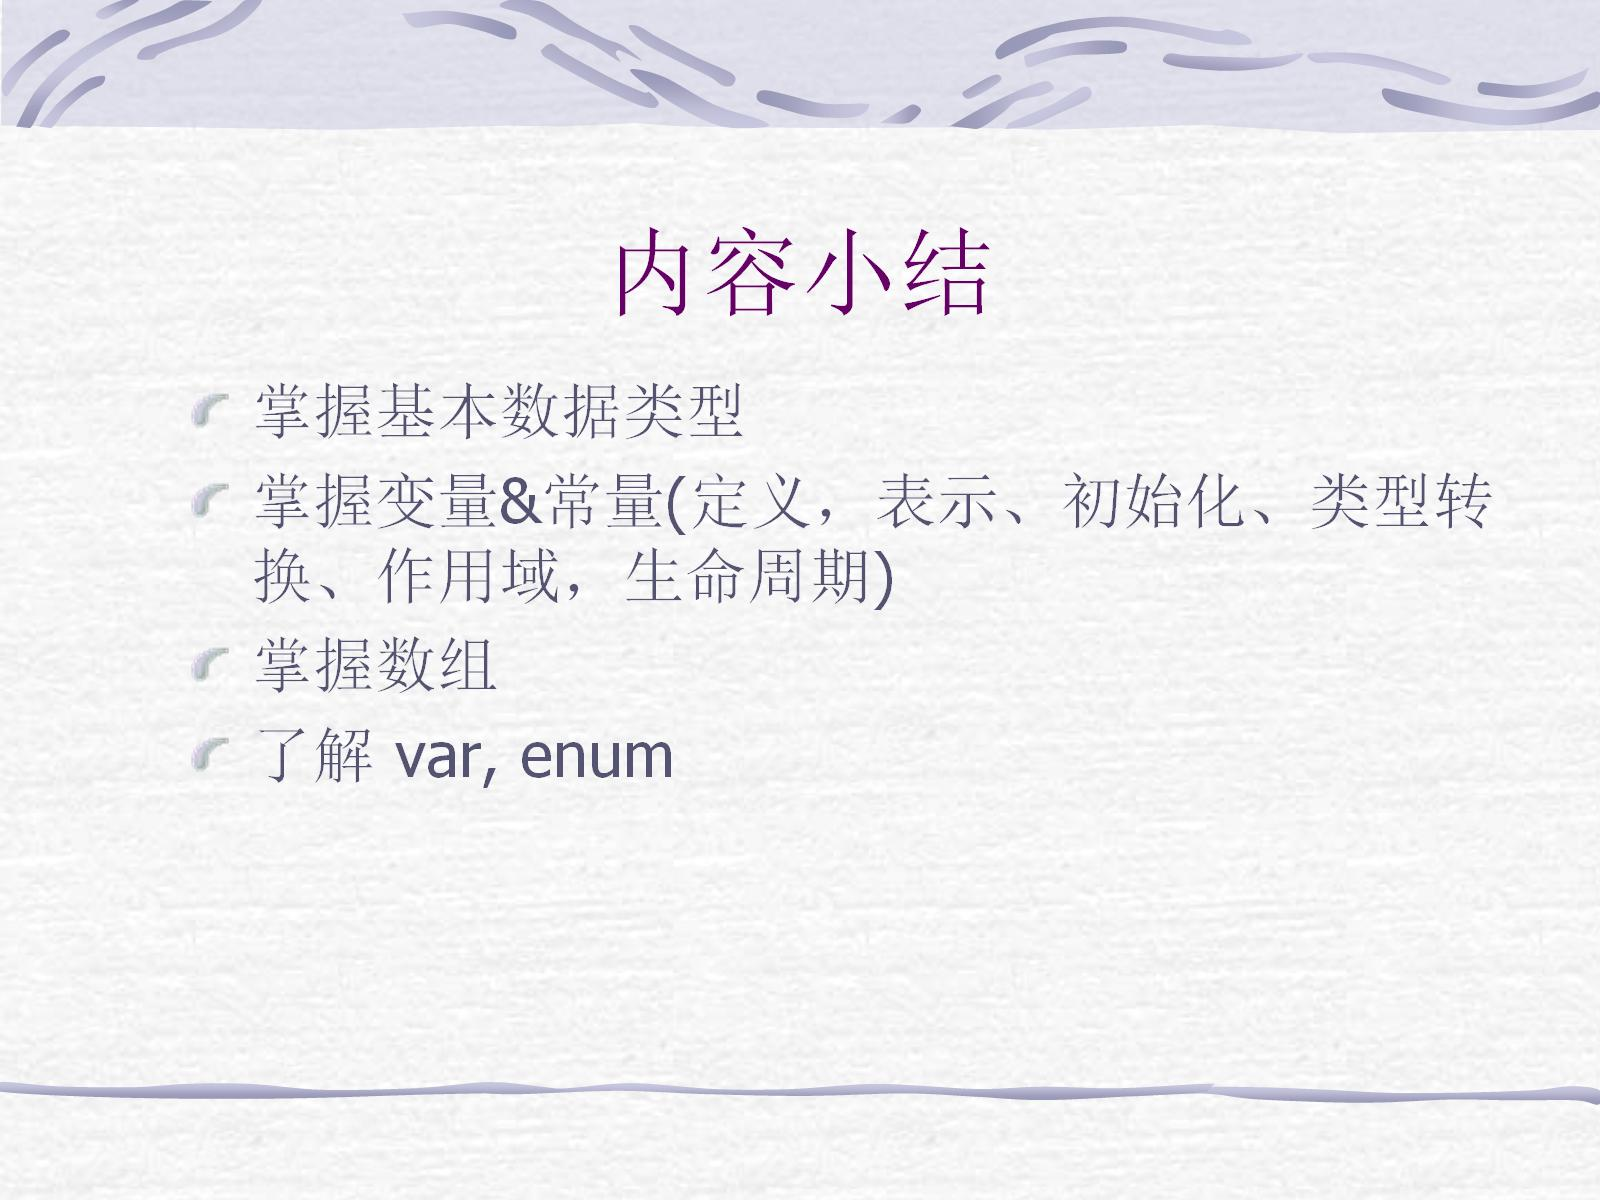 内容小结
掌握基本数据类型
掌握变量&常量(定义，表示、初始化、类型转
换、作用域，生命周期)
掌握数组
了解 var, enum